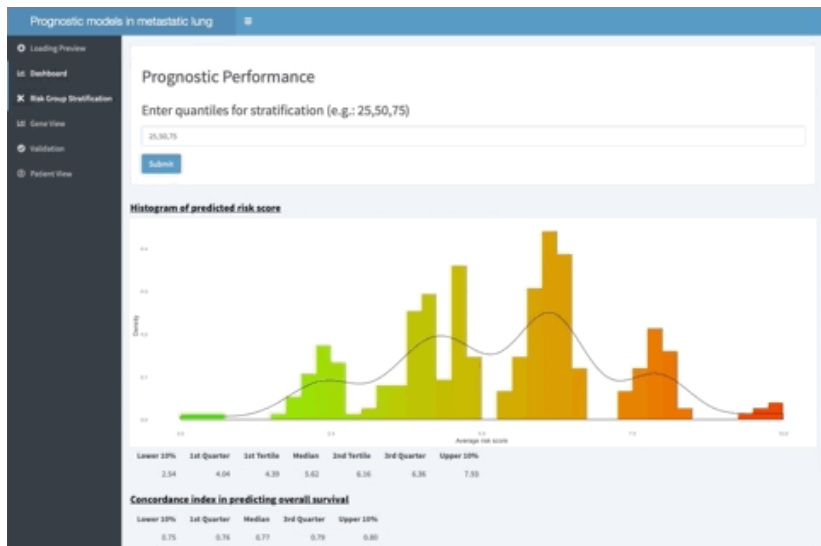 Prognostic models in metastatic lung
Loading Preview
Dashboard
Risk Group Stratification
Gene View
Validation
Patient View
Prognostic Performance
Enter quantiles for stratification (e.g.: 25,50,75)
25,50,75
Submit
Histogram of predicted risk score
Density
0.0
Average risk score
Lower 10% 1st Quarter 1st Tertile Median 2nd Tertile 3rd Quarter Upper 10%
2.54 4.04 4.39 5.62 6.16 6.36 7.93
Concordance index in predicting overall survival
Lower 10% 1st Quarter Median 3rd Quarter Upper 10%
0.75 0.76 0.77 0.79 0.80